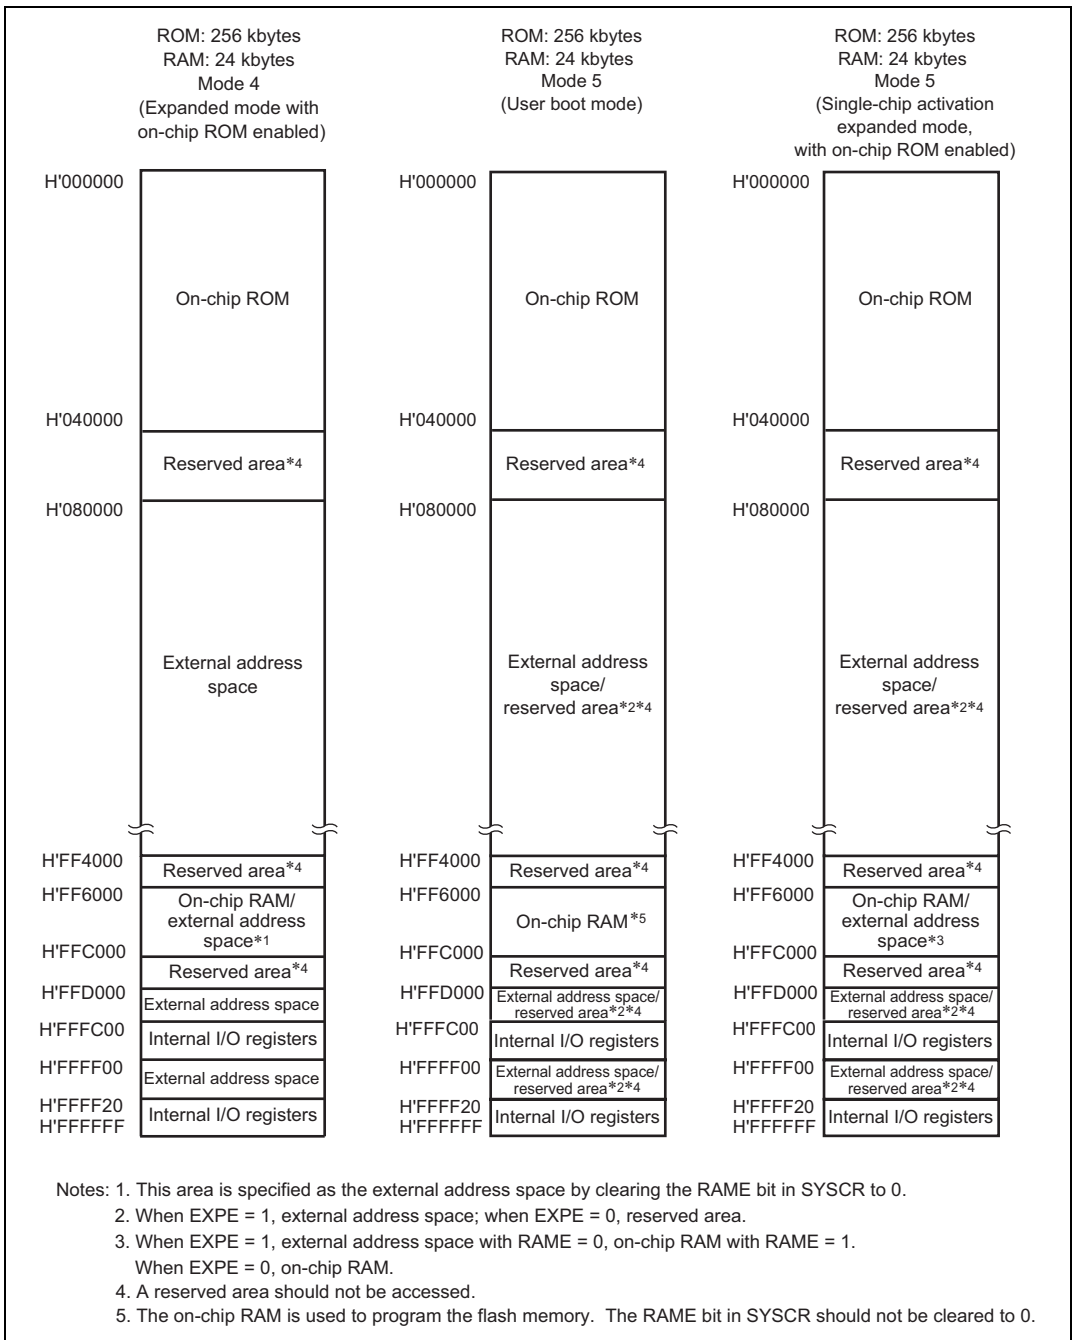 ROM: 256 kbytes
RAM: 24 kbytes
Mode 4
(Expanded mode with
on-chip ROM enabled)
H'000000
On-chip ROM
H'040000
Reserved area*4
H'080000
External address
space
H'FF4000
Reserved area*4
H'FF6000
On-chip RAM/
external address
space*1
H'FFC000
Reserved area*4
H'FFD000
External address space
H'FFFC00
Internal I/O registers
H'FFFF00
External address space
H'FFFF20
Internal I/O registers
H'FFFFFF
ROM: 256 kbytes
RAM: 24 kbytes
Mode 5
(User boot mode)
H'000000
On-chip ROM
H'040000
Reserved area*4
H'080000
External address
space/
reserved area*2*4
H'FF4000
Reserved area*4
H'FF6000
On-chip RAM*5
H'FFC000
Reserved area*4
H'FFD000
External address space/
reserved area*2*4
H'FFFC00
Internal I/O registers
H'FFFF00
External address space/
reserved area*2*4
H'FFFF20
Internal I/O registers
H'FFFFFF
ROM: 256 kbytes
RAM: 24 kbytes
Mode 5
(Single-chip activation
expanded mode,
with on-chip ROM enabled)
H'000000
On-chip ROM
H'040000
Reserved area*4
H'080000
External address
space/
reserved area*2*4
H'FF4000
Reserved area*4
H'FF6000
On-chip RAM/
external address
space*3
H'FFC000
Reserved area*4
H'FFD000
External address space/
reserved area*2*4
H'FFFC00
Internal I/O registers
H'FFFF00
External address space/
reserved area*2*4
H'FFFF20
Internal I/O registers
H'FFFFFF
Notes: 1. This area is specified as the external address space by clearing the RAME bit in SYSCR to 0.
2. When EXPE = 1, external address space; when EXPE = 0, reserved area.
3. When EXPE = 1, external address space with RAME = 0, on-chip RAM with RAME = 1.
When EXPE = 0, on-chip RAM.
4. A reserved area should not be accessed.
5. The on-chip RAM is used to program the flash memory. The RAME bit in SYSCR should not be cleared to 0.